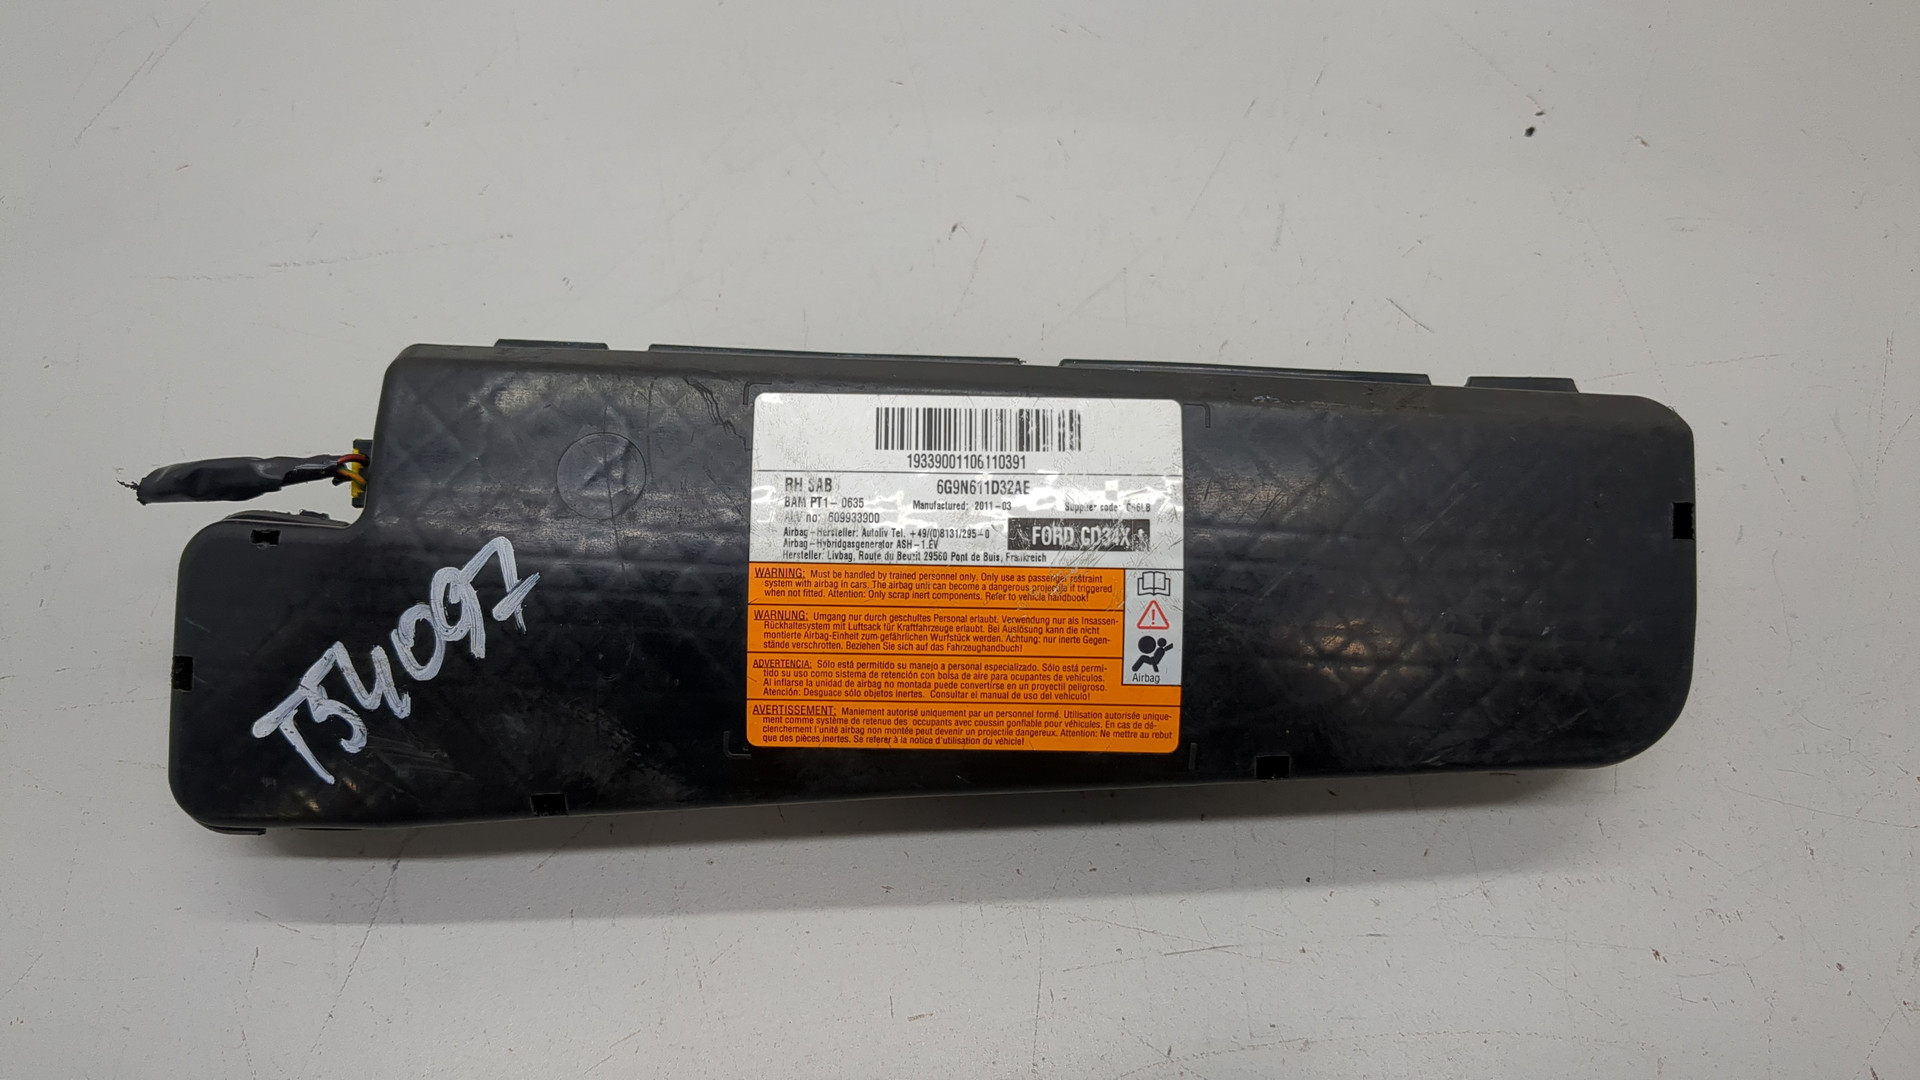 19339001106110391
RH SAB 6G9N611D32AE
BAM PT1-0635 Manufactured: 2011-03 Supplier code:
no: 609933900
Airbag-Hersteller: Autoliv Tel. +49/(0)8131/295-0 FORD CD34X
Airbag-Hybridgasgenerator ASH-1.EV
Hersteller: Livbag, Route du Beuzit 29560 Pont de Buis, Frankreich
WARNING: Must be handled by trained personnel only. Only use as passenger restraint
system with airbag in cars. The airbag unit can become a dangerous projectile if triggered
when not fitted. Attention: Only scrap inert components. Refer to vehicle handbook!
WARNUNG: Umgang nur durch geschultes Personal erlaubt. Verwendung nur als Insassen-
Rückhaltesystem mit Luftsack für Kraftfahrzeuge erlaubt. Bei Auslösung kann die nicht
montierte Airbag-Einheit zum gefährlichen Wurfstück werden. Achtung: nur inerte Gegen-
stände verschrotten. Beziehen Sie sich auf das Fahrzeughandbuch!
ADVERTENCIA: Sólo está permitido su manejo a personal especializado. Sólo está permi-
tido su uso como sistema de retención con bolsa de aire para ocupantes de vehículos.
Al inflarse la unidad de airbag no montada puede convertirse en un proyectil peligroso.
Atención: Desguace sólo objetos inertes. Consultar el manual de uso del vehículo!
AVERTISSEMENT: Maniement autorisé uniquement par un personnel formé. Utilisation autorisée unique-
ment comme système de retenue des occupants avec coussin gonflable pour véhicules. En cas de dé-
clenchement l'unité airbag non montée peut devenir un projectile dangereux. Attention: Ne mettre au rebut
que des pièces inertes. Se referer à la notice d'utilisation du véhicle!
Airbag
T54097